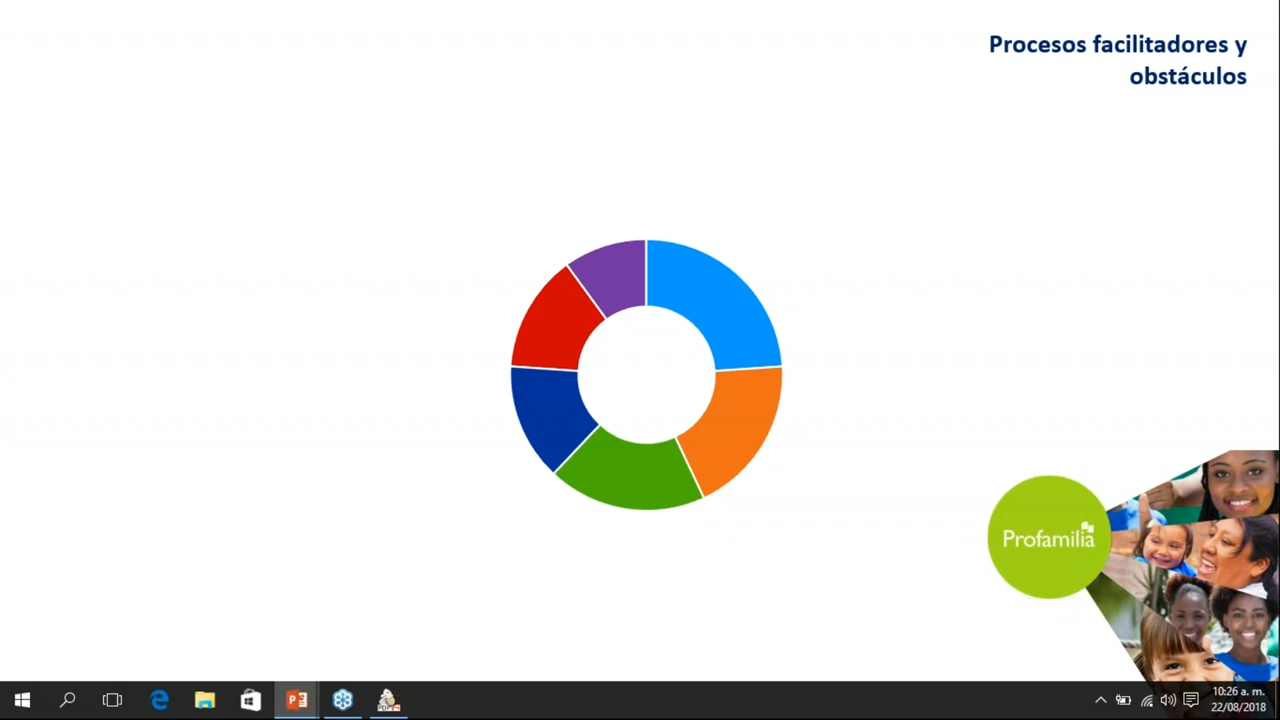 Procesos facilitadores y
obstáculos
Profamilia
10:26 a. m.
22/08/2018